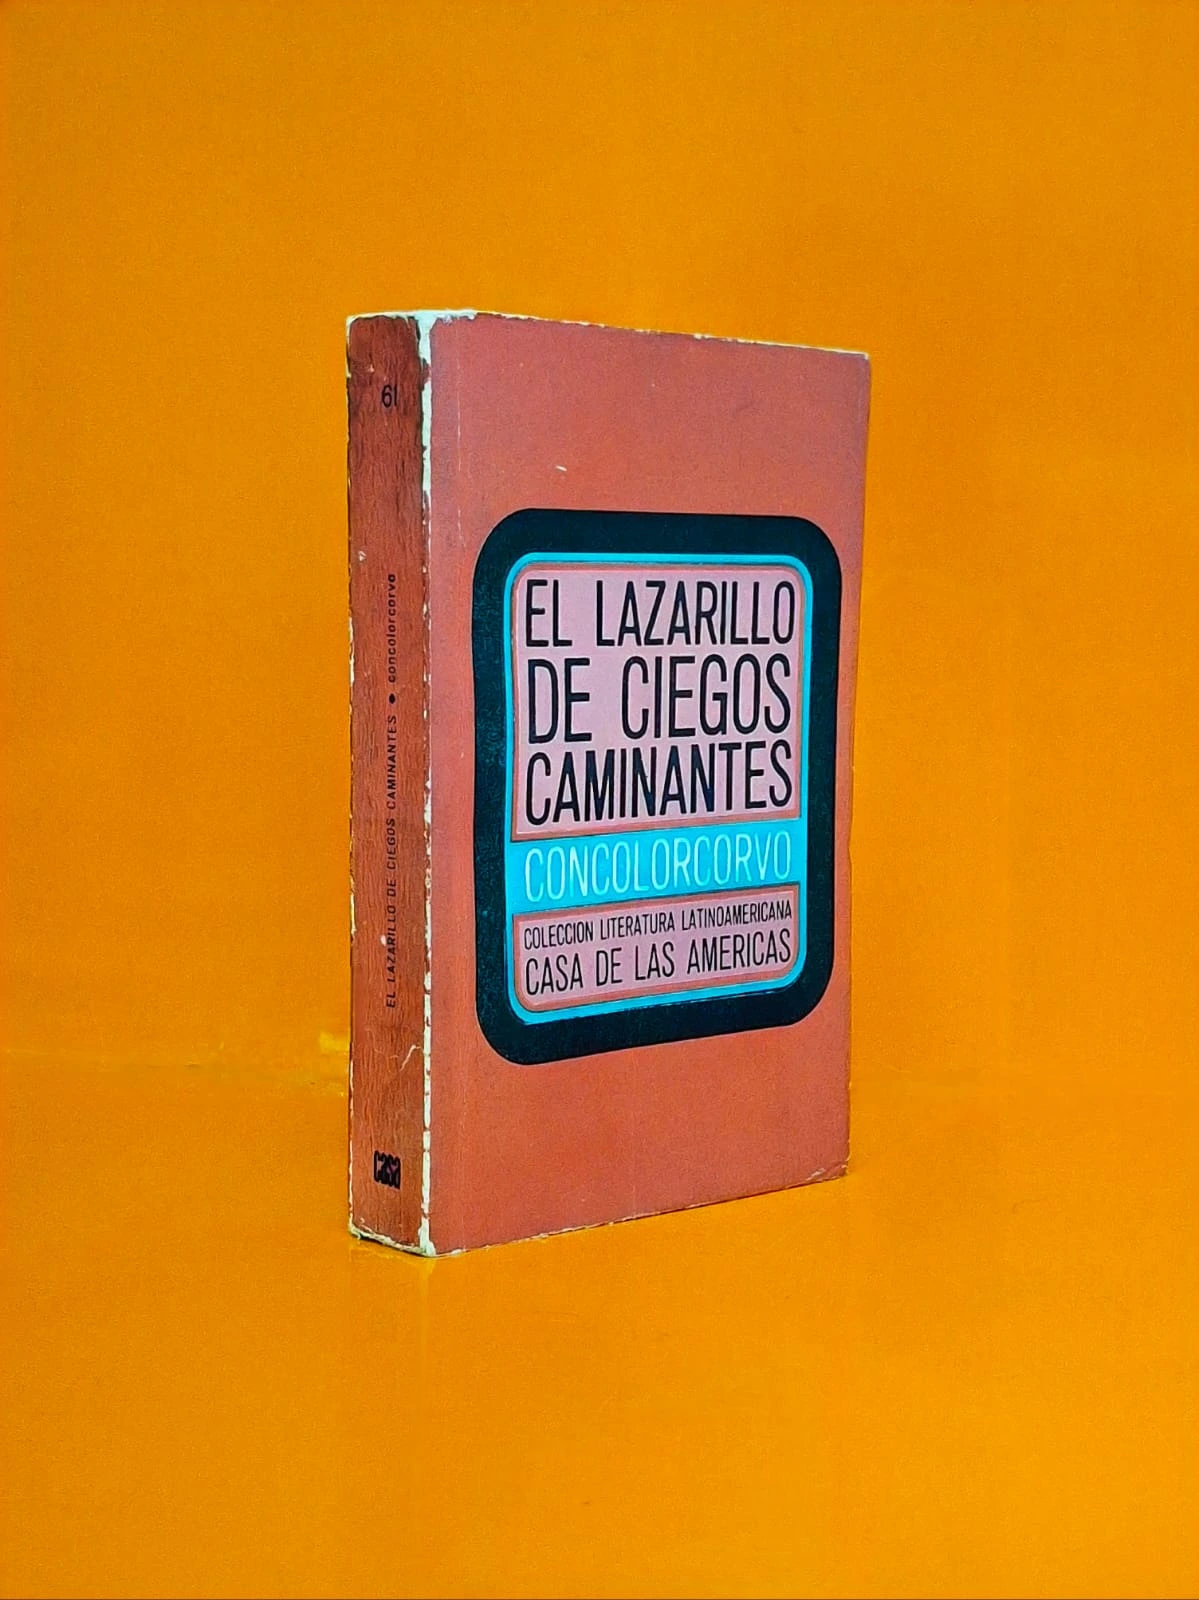 61
EL LAZARILLO DE CIEGOS CAMINANTES • concolorcorvo
casa
EL LAZARILLO
DE CIEGOS
CAMINANTES
CONCOLORCORVO
COLECCION LITERATURA LATINOAMERICANA
CASA DE LAS AMERICAS